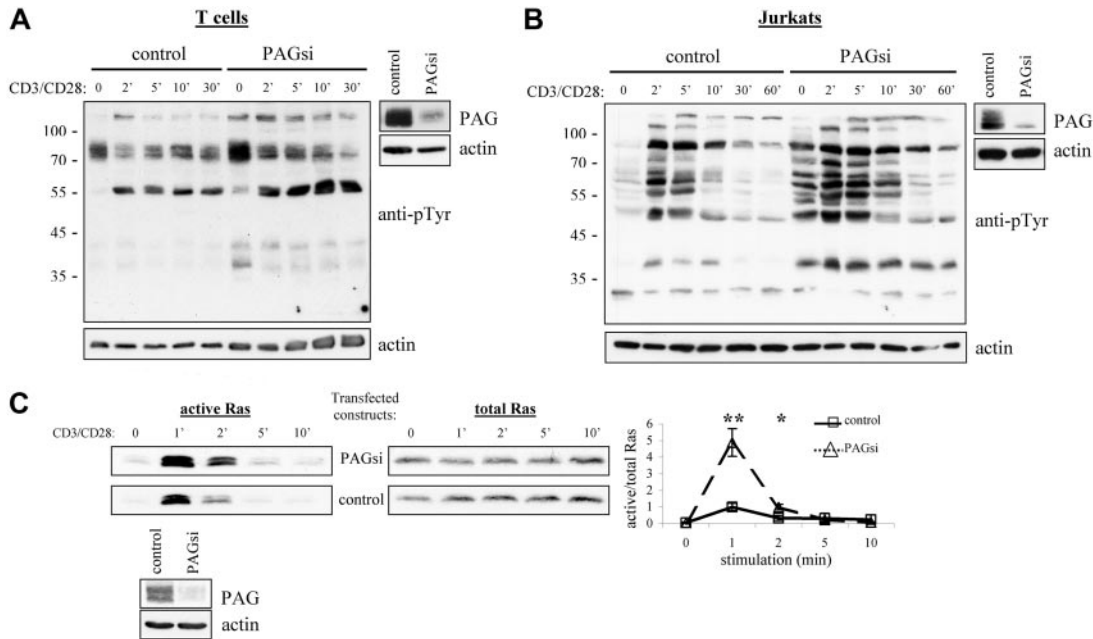 A
T cells
control PAGsi
CD3/CD28: 0 2' 5' 10' 30' 0 2' 5' 10' 30'
100 -
70 -
55 -
45 -
35 -
anti-pTyr
actin
control PAGsi
PAG
actin
B
Jurkats
control PAGsi
CD3/CD28: 0 2' 5' 10' 30' 60' 0 2' 5' 10' 30' 60'
100 -
70 -
55 -
45 -
35 -
anti-pTyr
actin
control PAGsi
PAG
actin
C
active Ras Transfected constructs: total Ras
CD3/CD28: 0 1' 2' 5' 10' 0 1' 2' 5' 10'
PAGsi
control
control PAGsi
PAG
actin
** *
control
PAGsi
active/total Ras
6
5
4
3
2
1
0
0 1 2 5 10
stimulation (min)